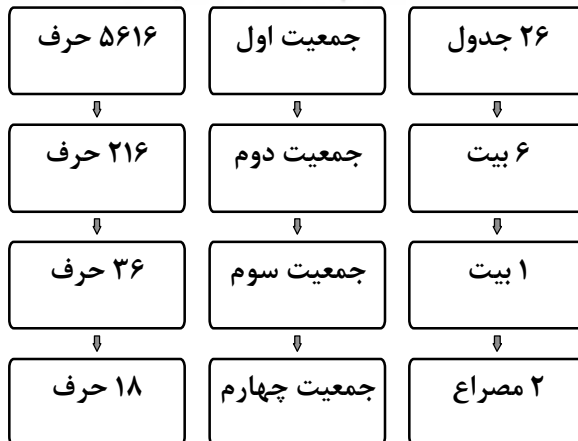 ۲۶ جدول
جمعیت اول
۵۶۱۶ حرف
۶ بیت
جمعیت دوم
۲۱۶ حرف
۱ بیت
جمعیت سوم
۳۶ حرف
۲ مصراع
جمعیت چهارم
۱۸ حرف